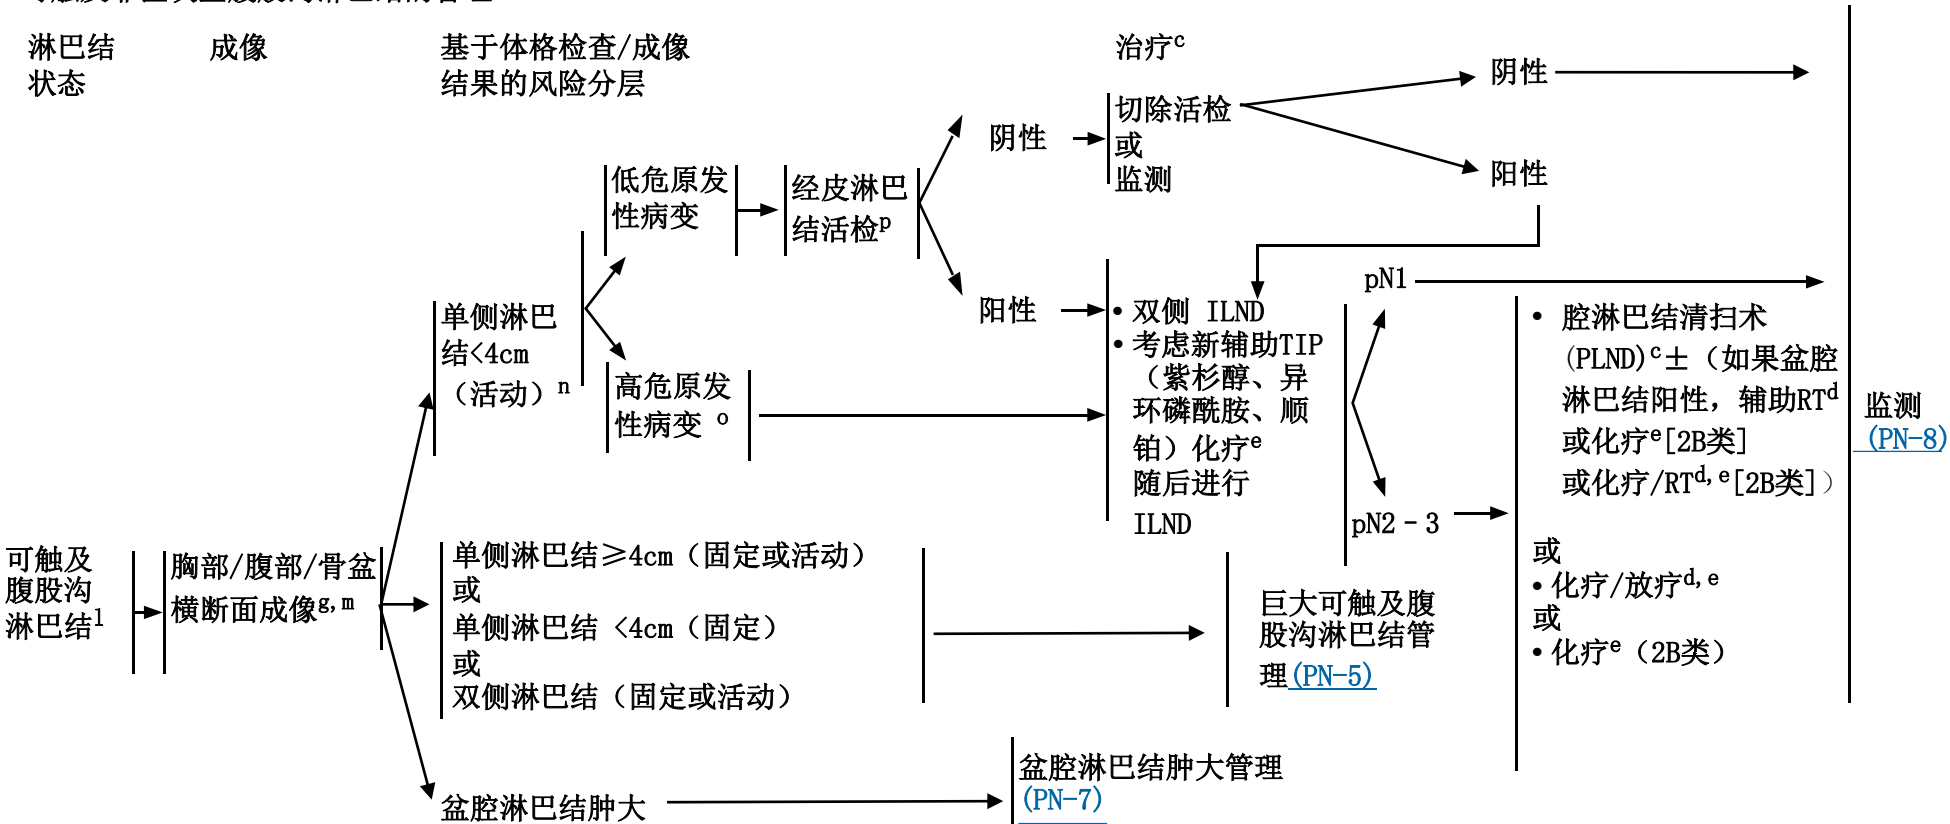 淋巴结
状态
成像
基于体格检查/成像
结果的风险分层
治疗c
阴性
切除活检
或
监测
阴性
阳性
低危原发
性病变
经皮淋巴
结活检p
阳性
单侧淋巴
结<4cm
（活动）n
高危原发
性病变 o
• 双侧 ILND
• 考虑新辅助TIP
（紫杉醇、异
环磷酰胺、顺
铂）化疗e
随后进行
ILND
pN1
pN2－3
• 腔淋巴结清扫术
(PLND)c±（如果盆腔
淋巴结阳性，辅助RTd
或化疗e[2B类]
或化疗/RTd,e[2B类]）
或
• 化疗/放疗d,e
或
• 化疗e（2B类）
监测
(PN-8)
可触及
腹股沟
淋巴结l
胸部/腹部/骨盆
横断面成像g,m
单侧淋巴结≥4cm（固定或活动）
或
单侧淋巴结 <4cm（固定）
或
双侧淋巴结（固定或活动）
巨大可触及腹
股沟淋巴结管
理(PN-5)
盆腔淋巴结肿大
盆腔淋巴结肿大管理
(PN-7)